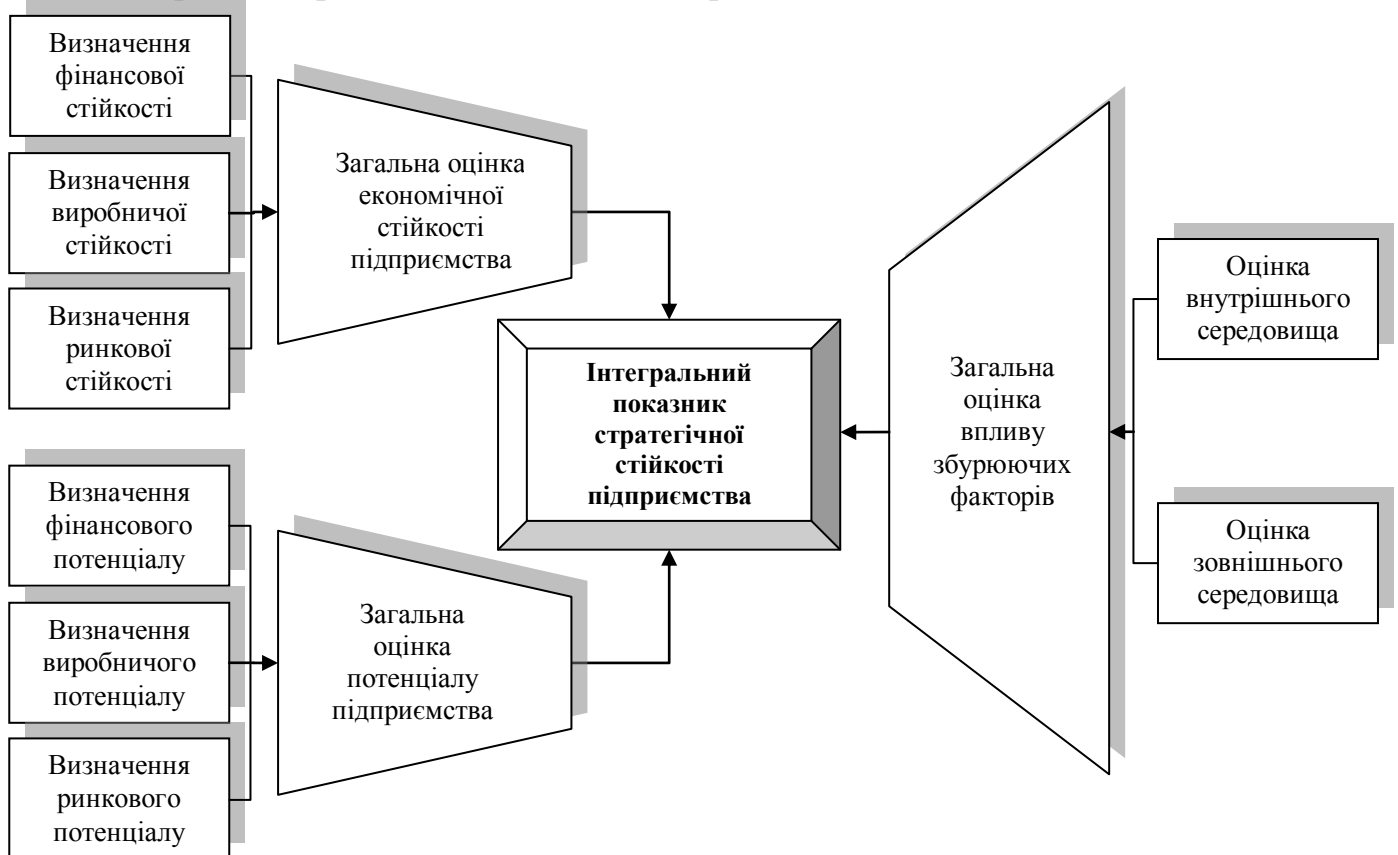 Визначення
фінансової
стійкості
Визначення
виробничої
стійкості
Визначення
ринкової
стійкості
Загальна оцінка
економічної
стійкості
підприємства
Інтегральний
показник
стратегічної
стійкості
підприємства
Загальна
оцінка
впливу
збурюючих
факторів
Оцінка
внутрішнього
середовища
Оцінка
зовнішнього
середовища
Визначення
фінансового
потенціалу
Визначення
виробничого
потенціалу
Визначення
ринкового
потенціалу
Загальна
оцінка
потенціалу
підприємства